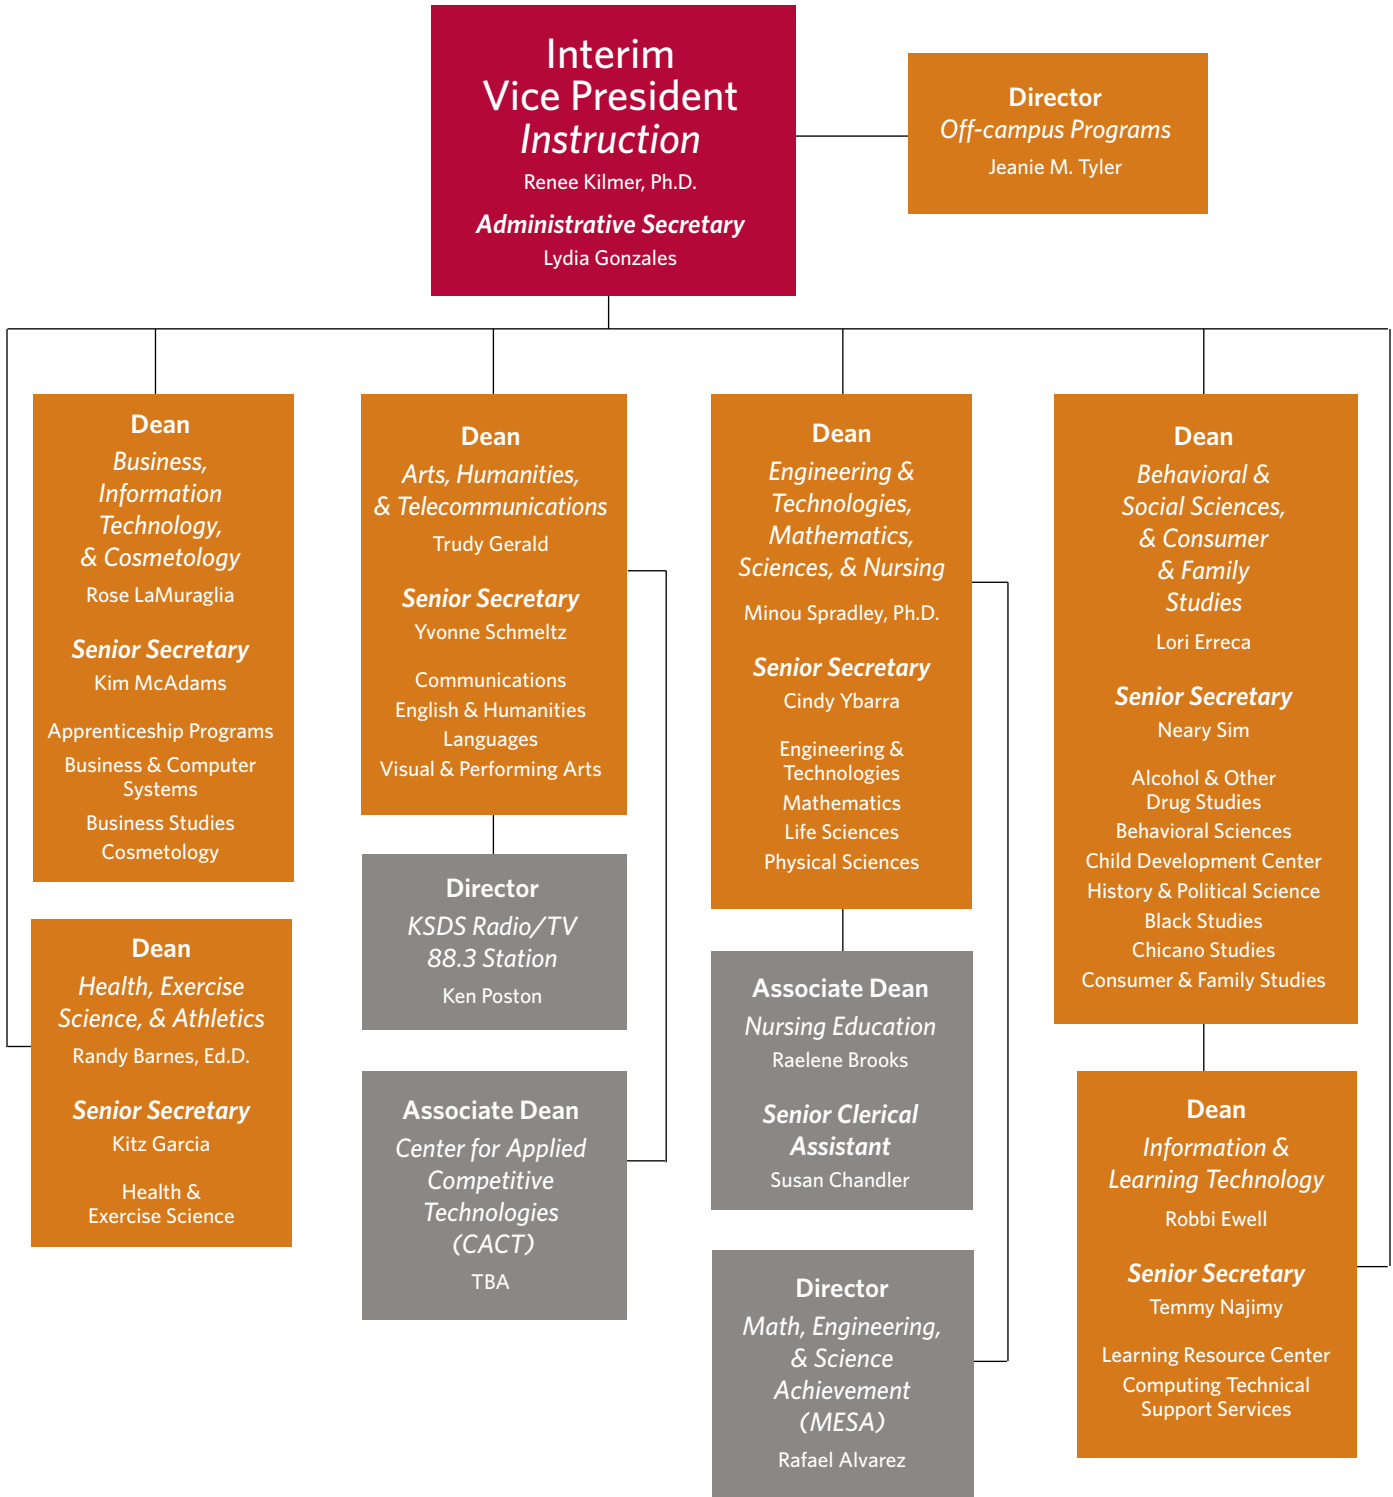 Interim
Vice President
Instruction
Renee Kilmer, Ph.D.
Administrative Secretary
Lydia Gonzales
Director
Off-campus Programs
Jeanie M. Tyler
Dean
Business,
Information
Technology,
& Cosmetology
Rose LaMuraglia
Senior Secretary
Kim McAdams
Apprenticeship Programs
Business & Computer
Systems
Business Studies
Cosmetology
Dean
Health, Exercise
Science, & Athletics
Randy Barnes, Ed.D.
Senior Secretary
Kitz Garcia
Health &
Exercise Science
Dean
Arts, Humanities,
& Telecommunications
Trudy Gerald
Senior Secretary
Yvonne Schmeltz
Communications
English & Humanities
Languages
Visual & Performing Arts
Director
KSDS Radio/TV
88.3 Station
Ken Poston
Associate Dean
Center for Applied
Competitive
Technologies
(CACT)
TBA
Dean
Engineering &
Technologies,
Mathematics,
Sciences, & Nursing
Minou Spradley, Ph.D.
Senior Secretary
Cindy Ybarra
Engineering &
Technologies
Mathematics
Life Sciences
Physical Sciences
Associate Dean
Nursing Education
Raelene Brooks
Senior Clerical
Assistant
Susan Chandler
Director
Math, Engineering,
& Science
Achievement
(MESA)
Rafael Alvarez
Dean
Behavioral &
Social Sciences,
& Consumer
& Family
Studies
Lori Erreca
Senior Secretary
Neary Sim
Alcohol & Other
Drug Studies
Behavioral Sciences
Child Development Center
History & Political Science
Black Studies
Chicano Studies
Consumer & Family Studies
Dean
Information &
Learning Technology
Robbi Ewell
Senior Secretary
Temmy Najimy
Learning Resource Center
Computing Technical
Support Services